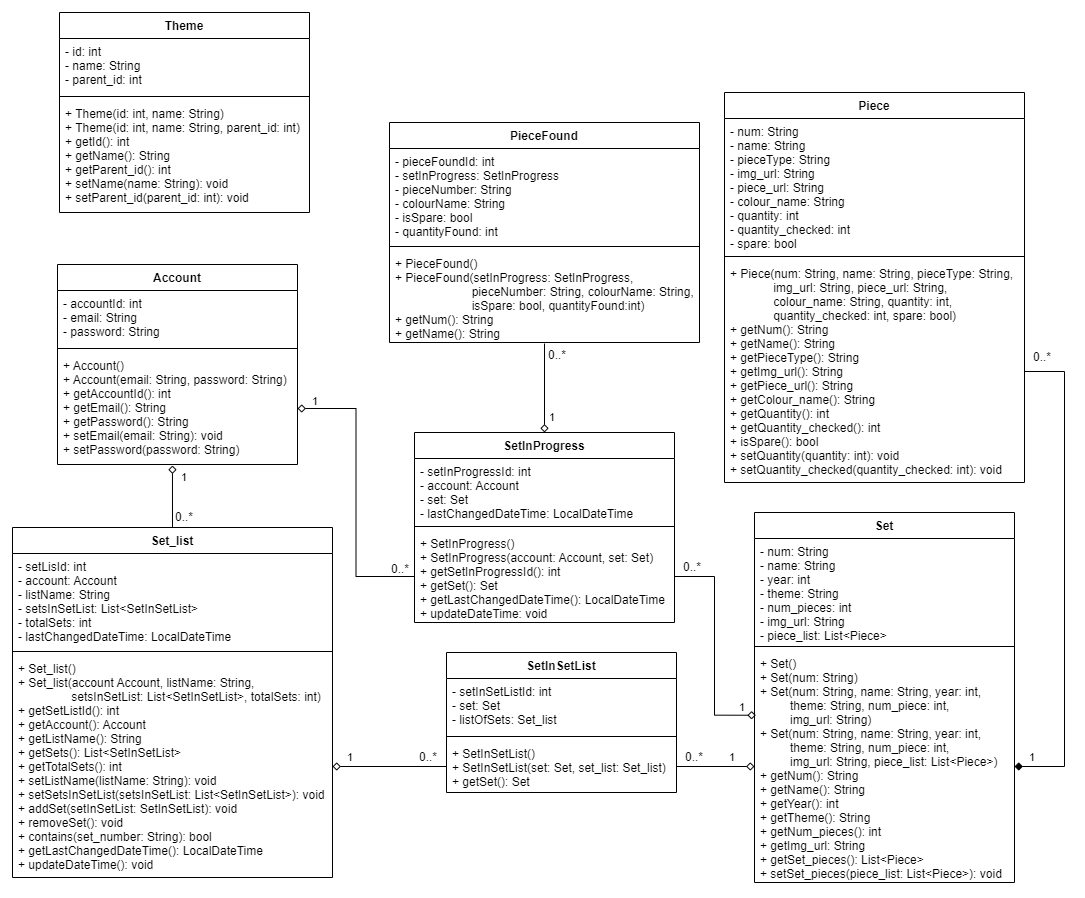 Theme
- id: int
- name: String
- parent_id: int
+ Theme(id: int, name: String)
+ Theme(id: int, name: String, parent_id: int)
+ getId(): int
+ getName(): String
+ getParent_id(): int
+ setName(name: String): void
+ setParent_id(parent_id: int): void
PieceFound
- pieceFoundId: int
- setInProgress: SetInProgress
- pieceNumber: String
- colourName: String
- isSpare: bool
- quantityFound: int
+ PieceFound()
+ PieceFound(setInProgress: SetInProgress,
pieceNumber: String, colourName: String,
isSpare: bool, quantityFound:int)
+ getNum(): String
+ getName(): String
0..*
1
Piece
- num: String
- name: String
- pieceType: String
- img_url: String
- piece_url: String
- colour_name: String
- quantity: int
- quantity_checked: int
- spare: bool
+ Piece(num: String, name: String, pieceType: String,
img_url: String, piece_url: String,
colour_name: String, quantity: int,
quantity_checked: int, spare: bool)
+ getNum(): String
+ getName(): String
+ getPieceType(): String
+ getImg_url(): String
+ getPiece_url(): String
+ getColour_name(): String
+ getQuantity(): int
+ getQuantity_checked(): int
+ isSpare(): bool
+ setQuantity(quantity: int): void
+ setQuantity_checked(quantity_checked: int): void
0..*
1
Account
- accountId: int
- email: String
- password: String
+ Account()
+ Account(email: String, password: String)
+ getAccountId(): int
+ getEmail(): String
+ getPassword(): String
+ setEmail(email: String): void
+ setPassword(password: String)
1
0..*
1
0..*
SetInProgress
- setInProgressId: int
- account: Account
- set: Set
- lastChangedDateTime: LocalDateTime
+ SetInProgress()
+ SetInProgress(account: Account, set: Set)
+ getSetInProgressId(): int
+ getSet(): Set
+ getLastChangedDateTime(): LocalDateTime
+ updateDateTime: void
0..*
1
Set_list
- setLisId: int
- account: Account
- listName: String
- setsInSetList: List<SetInSetList>
- totalSets: int
- lastChangedDateTime: LocalDateTime
+ Set_list()
+ Set_list(account Account, listName: String,
setsInSetList: List<SetInSetList>, totalSets: int)
+ getSetListId(): int
+ getAccount(): Account
+ getListName(): String
+ getSets(): List<SetInSetList>
+ getTotalSets(): int
+ setListName(listName: String): void
+ setSetsInSetList(setsInSetList: List<SetInSetList>): void
+ addSet(setInSetList: SetInSetList): void
+ removeSet(): void
+ contains(set_number: String): bool
+ getLastChangedDateTime(): LocalDateTime
+ updateDateTime(): void
1
0..*
SetInSetList
- setInSetListId: int
- set: Set
- listOfSets: Set_list
+ SetInSetList()
+ SetInSetList(set: Set, set_list: Set_list)
+ getSet(): Set
0..*
1
Set
- num: String
- name: String
- year: int
- theme: String
- num_pieces: int
- img_url: String
- piece_list: List<Piece>
+ Set()
+ Set(num: String)
+ Set(num: String, name: String, year: int,
theme: String, num_piece: int,
img_url: String)
+ Set(num: String, name: String, year: int,
theme: String, num_piece: int,
img_url: String, piece_list: List<Piece>)
+ getNum(): String
+ getName(): String
+ getYear(): int
+ getTheme(): String
+ getNum_pieces(): int
+ getImg_url: String
+ getSet_pieces(): List<Piece>
+ setSet_pieces(piece_list: List<Piece>): void